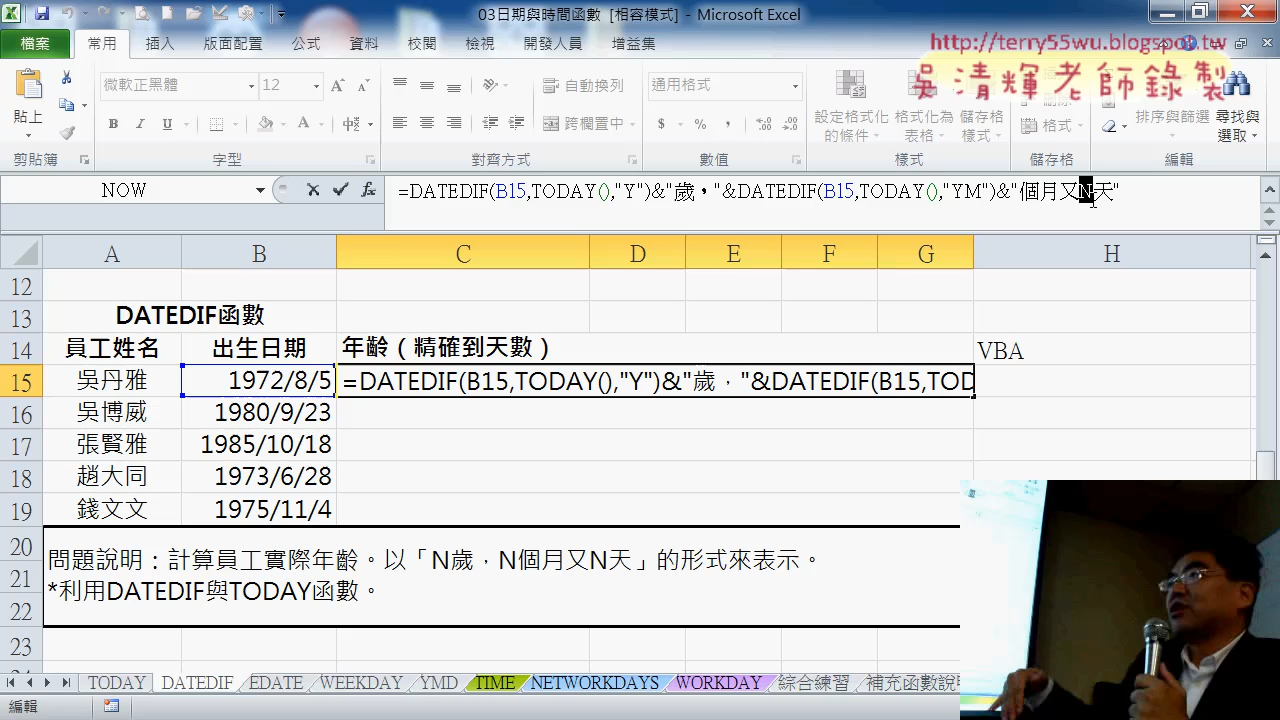 03日期與時間函數 [相容模式] - Microsoft Excel
檔案 常用 插入 版面配置 公式 資料 校閱 檢視 開發人員 增益集
http://terry55wu.blogspot.tw
吳清輝老師錄製
微軟正黑體 12 自動換列 通用格式
貼上 B I U 中 跨欄置中 $ % , 設定格式化的條件 格式化為表格 儲存格樣式 格式 排序與篩選 尋找與選取
剪貼簿 字型 對齊方式 數值 樣式 儲存格 編輯
NOW fx =DATEDIF(B15,TODAY(),"Y")&"歲，"&DATEDIF(B15,TODAY(),"YM")&"個月又N天"
A B C D E F G H
12
13 DATEDIF函數
14 員工姓名 出生日期 年齡（精確到天數） VBA
15 吳丹雅 1972/8/5 =DATEDIF(B15,TODAY(),"Y")&"歲，"&DATEDIF(B15,TOD
16 吳博威 1980/9/23
17 張賢雅 1985/10/18
18 趙大同 1973/6/28
19 錢文文 1975/11/4
20 問題說明：計算員工實際年齡。以「N歲，N個月又N天」的形式來表示。
21 *利用DATEDIF與TODAY函數。
22
23
TODAY DATEDIF EDATE WEEKDAY YMD TIME NETWORKDAYS WORKDAY 綜合練習 補充函數說
編輯